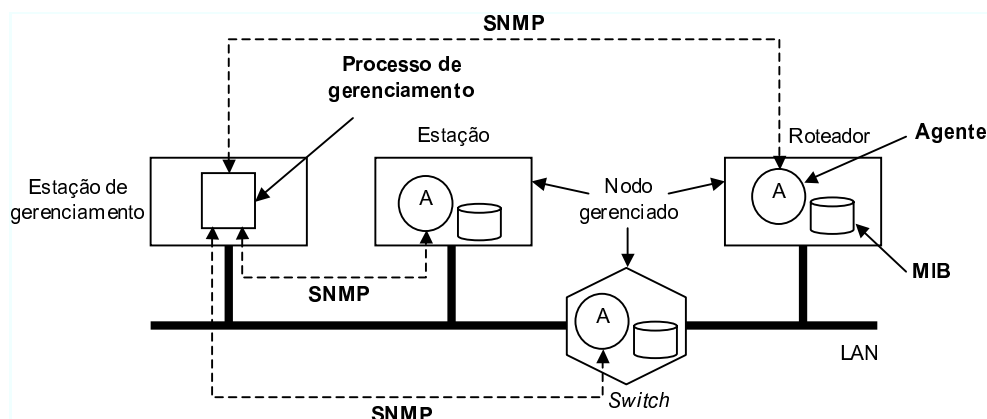 SNMP
Processo de
gerenciamento
Estação
Roteador
Agente
Estação de
gerenciamento
A
Nodo
gerenciado
A
MIB
SNMP
A
LAN
Switch
SNMP